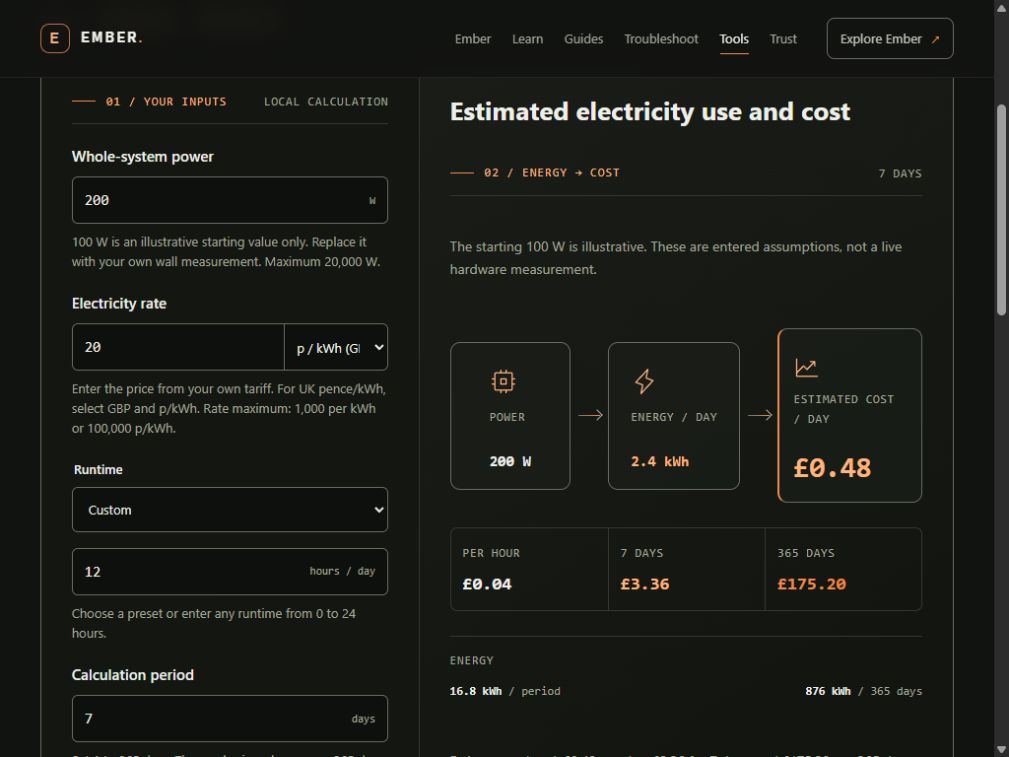 E EMBER.
Ember Learn Guides Troubleshoot Tools Trust Explore Ember ↗
01 / YOUR INPUTS LOCAL CALCULATION
Whole-system power
200 W
100 W is an illustrative starting value only. Replace it
with your own wall measurement. Maximum 20,000 W.
Electricity rate
20 p / kWh (GI
Enter the price from your own tariff. For UK pence/kWh,
select GBP and p/kWh. Rate maximum: 1,000 per kWh
or 100,000 p/kWh.
Runtime
Custom
12 hours / day
Choose a preset or enter any runtime from 0 to 24
hours.
Calculation period
7 days
Estimated electricity use and cost
02 / ENERGY → COST 7 DAYS
The starting 100 W is illustrative. These are entered assumptions, not a live
hardware measurement.
POWER
200 W
ENERGY / DAY
2.4 kWh
ESTIMATED COST
/ DAY
£0.48
PER HOUR
£0.04
7 DAYS
£3.36
365 DAYS
£175.20
ENERGY
16.8 kWh / period 876 kWh / 365 days